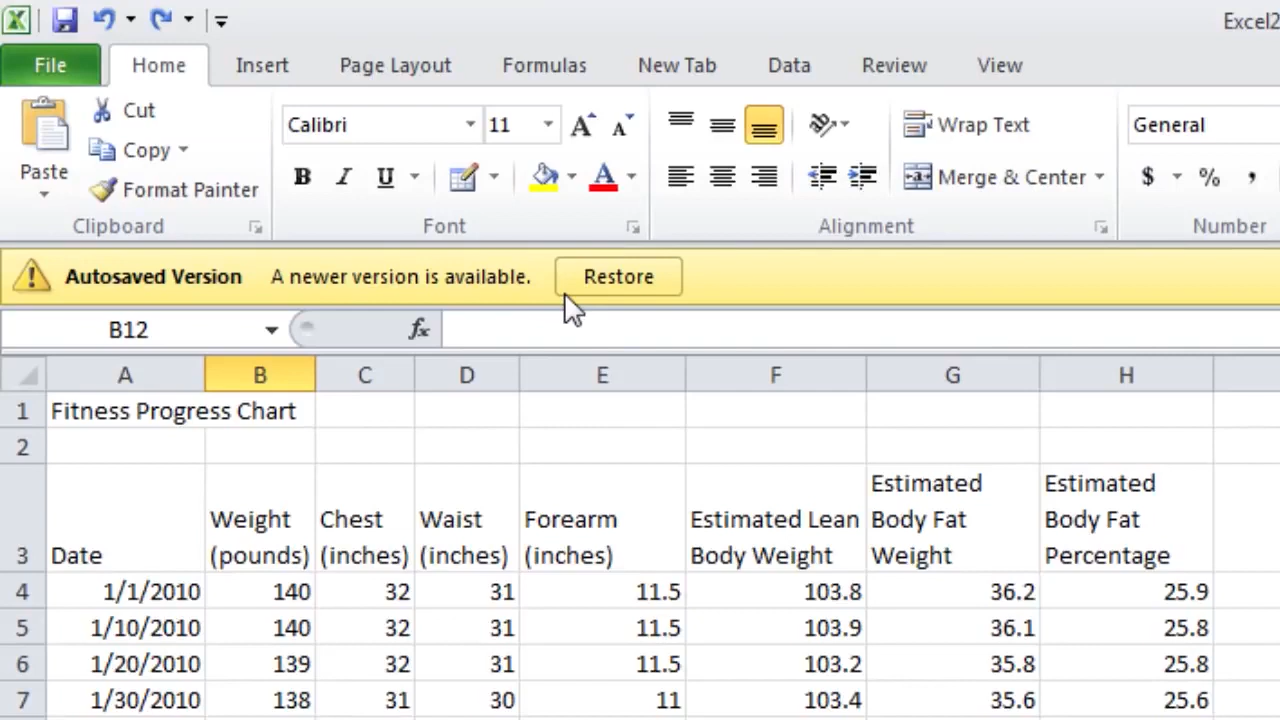 Excel2
File Home Insert Page Layout Formulas New Tab Data Review View
Paste
Cut
Copy
Format Painter
Clipboard
Calibri 11
A A
B I U A
Font
Wrap Text
Merge & Center
Alignment
General
$ % ,
Number
Autosaved Version A newer version is available. Restore
B12 fx
A B C D E F G H
1 Fitness Progress Chart
2
Estimated Estimated
Weight Chest Waist Forearm Estimated Lean Body Fat Body Fat
3 Date (pounds) (inches) (inches) (inches) Body Weight Weight Percentage
4 1/1/2010 140 32 31 11.5 103.8 36.2 25.9
5 1/10/2010 140 32 31 11.5 103.9 36.1 25.8
6 1/20/2010 139 32 31 11.5 103.2 35.8 25.8
7 1/30/2010 138 31 30 11 103.4 35.6 25.6